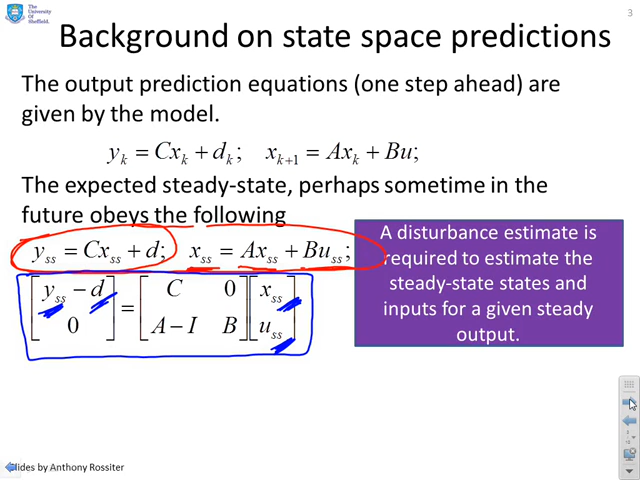 The University Of Sheffield.
3
Background on state space predictions
The output prediction equations (one step ahead) are
given by the model.
y_k = Cx_k + d_k; x_{k+1} = Ax_k + Bu_k;
The expected steady-state, perhaps sometime in the
future obeys the following
y_ss = Cx_ss + d; x_ss = Ax_ss + Bu_ss;
[y_ss − d; 0] = [C 0; A − I B][x_ss; u_ss]
A disturbance estimate is
required to estimate the
steady-state states and
inputs for a given steady
output.
Slides by Anthony Rossiter